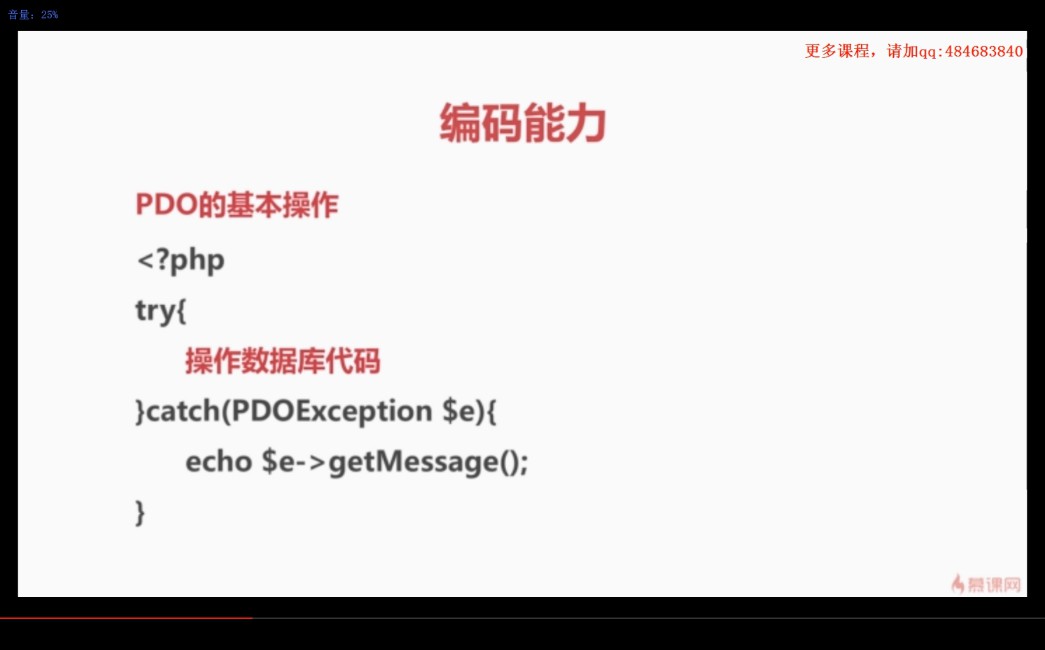 音量：25%
更多课程，请加qq:484683840
编码能力
PDO的基本操作
<?php
try{
操作数据库代码
}catch(PDOException $e){
echo $e->getMessage();
}
慕课网